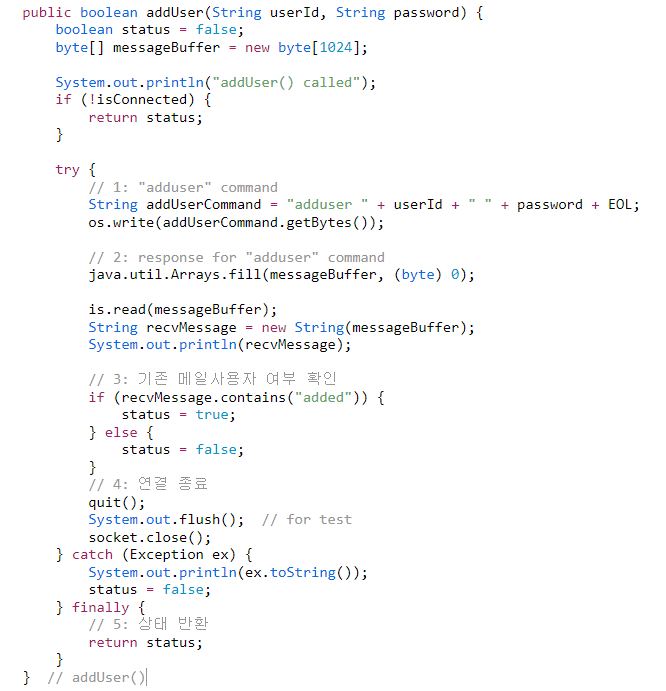 public boolean addUser(String userId, String password) {
    boolean status = false;
    byte[] messageBuffer = new byte[1024];

    System.out.println("addUser() called");
    if (!isConnected) {
        return status;
    }

    try {
        // 1: "adduser" command
        String addUserCommand = "adduser " + userId + " " + password + EOL;
        os.write(addUserCommand.getBytes());

        // 2: response for "adduser" command
        java.util.Arrays.fill(messageBuffer, (byte) 0);

        is.read(messageBuffer);
        String recvMessage = new String(messageBuffer);
        System.out.println(recvMessage);

        // 3: 기존 메일사용자 여부 확인
        if (recvMessage.contains("added")) {
            status = true;
        } else {
            status = false;
        }
        // 4: 연결 종료
        quit();
        System.out.flush();  // for test
        socket.close();
    } catch (Exception ex) {
        System.out.println(ex.toString());
        status = false;
    } finally {
        // 5: 상태 반환
        return status;
    }
}  // addUser()